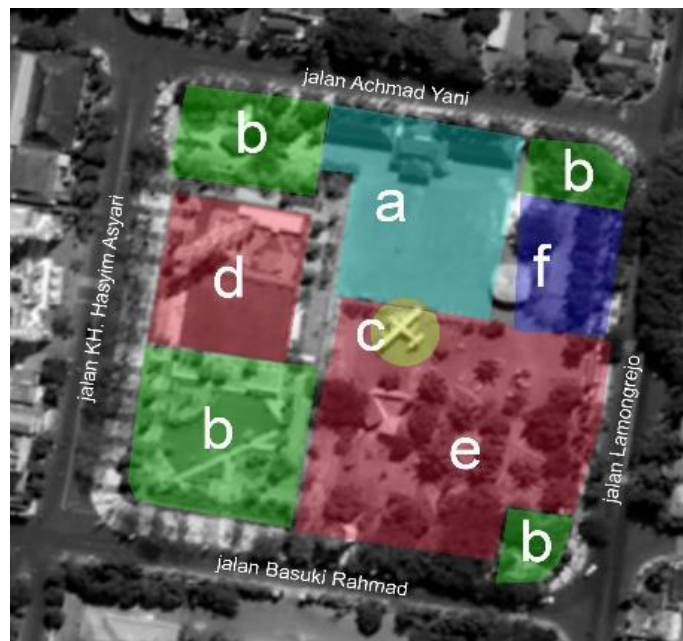 jalan Achmad Yani
b
a
b
jalan KH. Hasyim Asyari
d
f
c
b
e
jalan Lamongrejo
b
jalan Basuki Rahmad